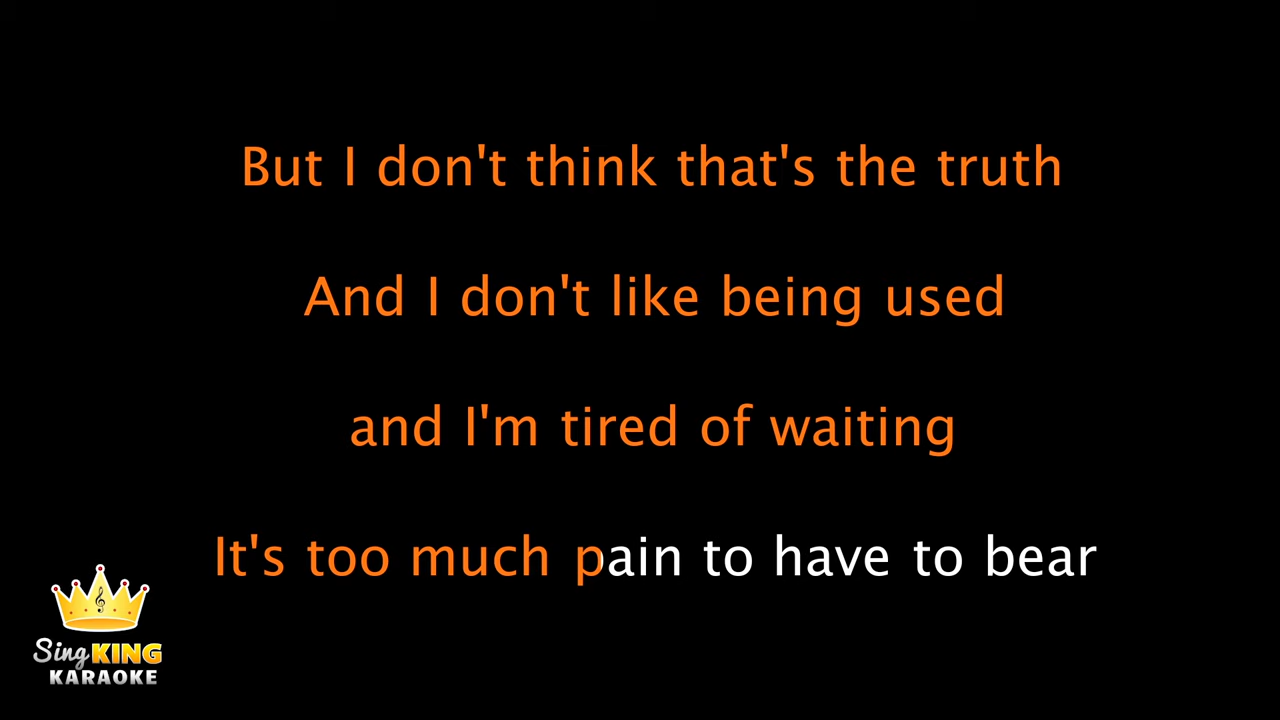 But I don't think that's the truth
And I don't like being used
and I'm tired of waiting
It's too much pain to have to bear
Sing KING
KARAOKE